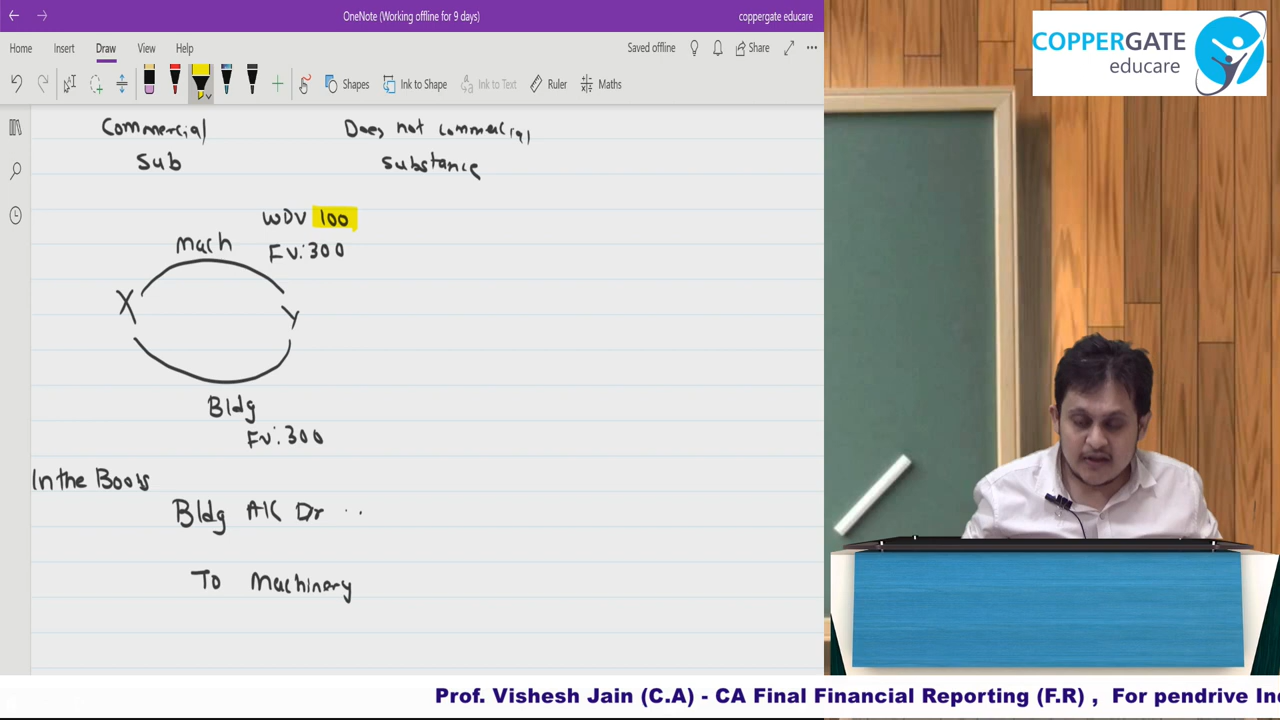 OneNote (Working offline for 9 days)
coppergate educare
Home Insert Draw View Help
Saved offline
Share
Shapes
Ink to Shape
Ink to Text
Ruler
Maths
Commercial
Sub
Does not commercial
substance
WDV 100
Mach
FV:300
X
Y
Bldg
FV:300
In the Books
Bldg A/C Dr ..
To Machinery
COPPERGATE
educare
Prof. Vishesh Jain (C.A) - CA Final Financial Reporting (F.R) , For pendrive Ind